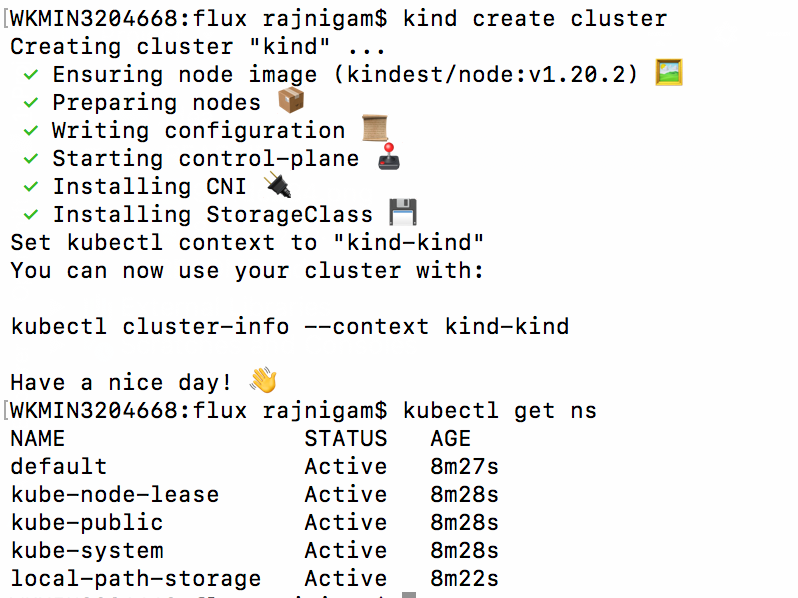 [WKMIN3204668:flux rajnigam$ kind create cluster
Creating cluster "kind" ...
✓ Ensuring node image (kindest/node:v1.20.2) 🖼
✓ Preparing nodes 📦
✓ Writing configuration 📜
✓ Starting control-plane 🕹
✓ Installing CNI 🔌
✓ Installing StorageClass 💾
Set kubectl context to "kind-kind"
You can now use your cluster with:
kubectl cluster-info --context kind-kind
Have a nice day! 👋
[WKMIN3204668:flux rajnigam$ kubectl get ns
NAME STATUS AGE
default Active 8m27s
kube-node-lease Active 8m28s
kube-public Active 8m28s
kube-system Active 8m28s
local-path-storage Active 8m22s